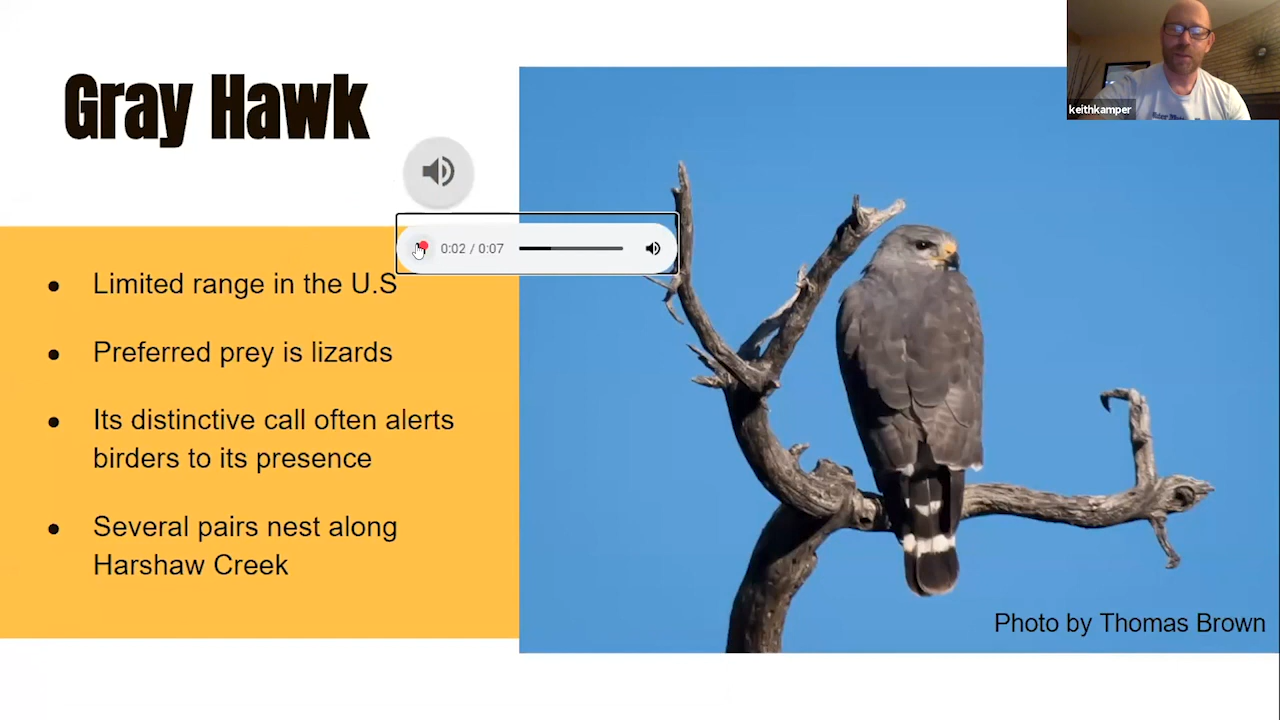 Gray Hawk
keithkamper
0:02 / 0:07
● Limited range in the U.S
● Preferred prey is lizards
● Its distinctive call often alerts
birders to its presence
● Several pairs nest along
Harshaw Creek
Photo by Thomas Brown